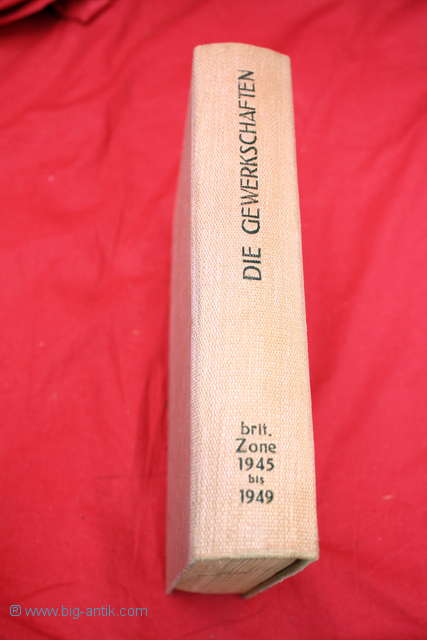 DIE GEWERKSCHAFTEN
brit.
Zone
1945
bis
1949
® www.big-antik.com